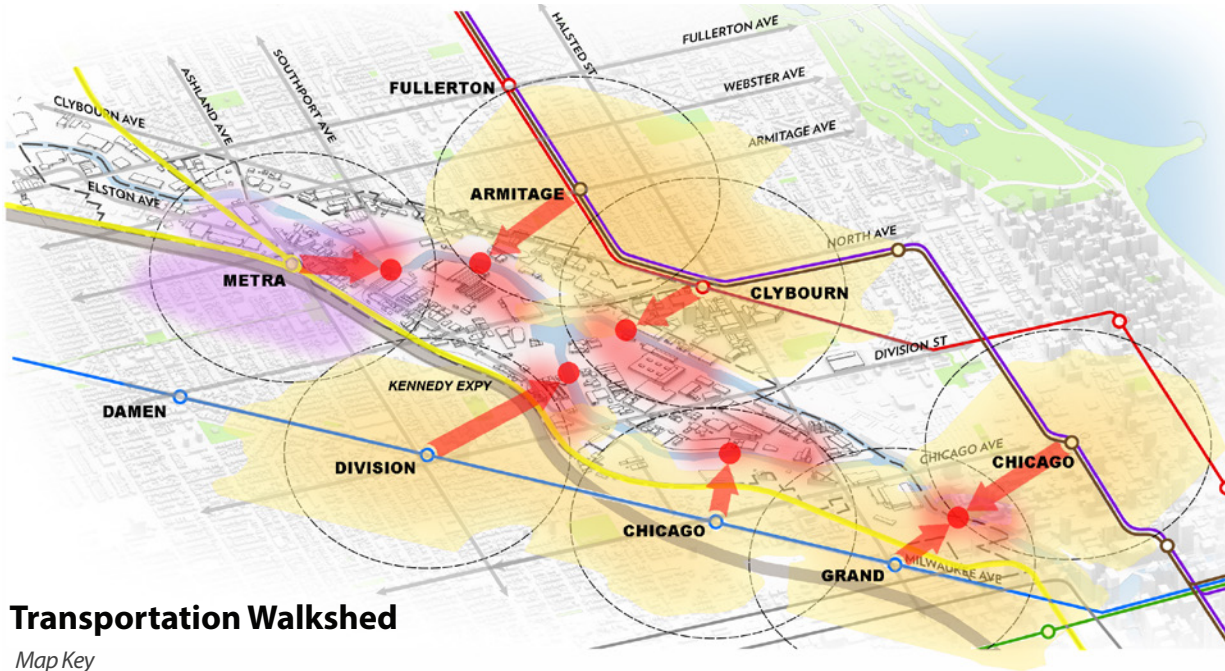 HALSTED ST
FULLERTON AVE
SOUTHPORT AVE
ASHLAND AVE
FULLERTON
WEBSTER AVE
CLYBOURN AVE
ARMITAGE AVE
ELSTON AVE
ARMITAGE
NORTH AVE
METRA
CLYBOURN
DIVISION ST
KENNEDY EXPY
DAMEN
CHICAGO AVE
DIVISION
CHICAGO
CHICAGO
MILWAUKEE AVE
GRAND
Transportation Walkshed
Map Key